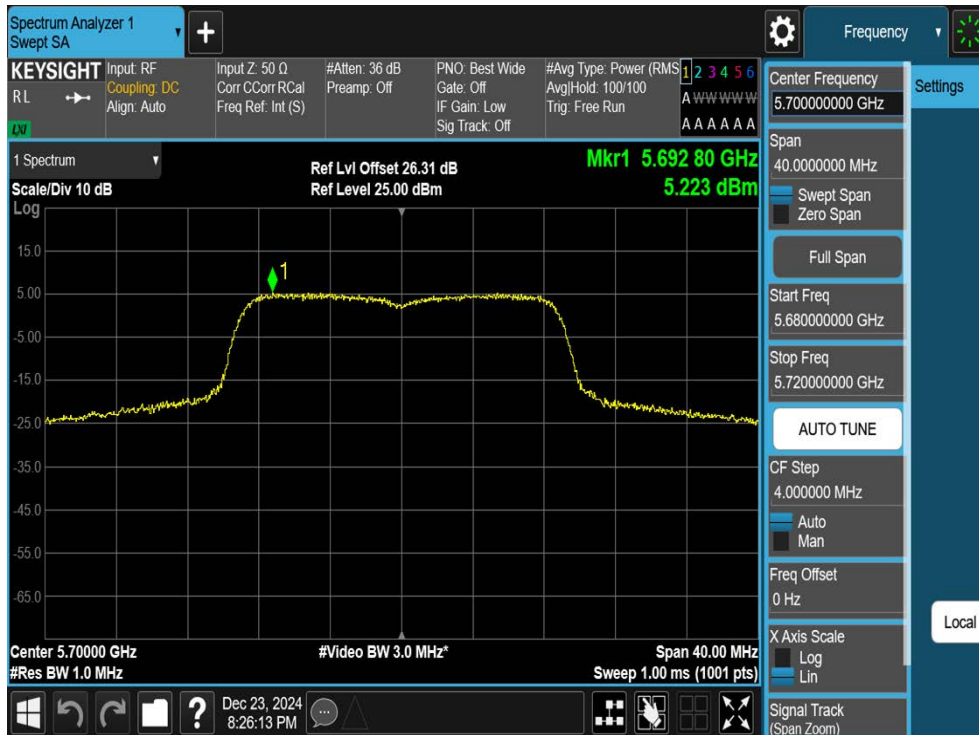 Spectrum Analyzer 1
Swept SA
+
Frequency
KEYSIGHT
R L
LXI
Input: RF
Coupling: DC
Align: Auto
Input Z: 50 Ω
Corr CCorr RCal
Freq Ref: Int (S)
#Atten: 36 dB
Preamp: Off
PNO: Best Wide
Gate: Off
IF Gain: Low
Sig Track: Off
#Avg Type: Power (RMS
Avg|Hold: 100/100
Trig: Free Run
1 2 3 4 5 6
A W W W W W
A A A A A A
1 Spectrum
Scale/Div 10 dB
Log
Ref Lvl Offset 26.31 dB
Ref Level 25.00 dBm
Mkr1 5.692 80 GHz
5.223 dBm
1
15.0
5.00
-5.00
-15.0
-25.0
-35.0
-45.0
-55.0
-65.0
Center 5.70000 GHz
#Res BW 1.0 MHz
#Video BW 3.0 MHz*
Span 40.00 MHz
Sweep 1.00 ms (1001 pts)
?
Dec 23, 2024
8:26:13 PM
Center Frequency
5.700000000 GHz
Span
40.0000000 MHz
Swept Span
Zero Span
Full Span
Start Freq
5.680000000 GHz
Stop Freq
5.720000000 GHz
AUTO TUNE
CF Step
4.000000 MHz
Auto
Man
Freq Offset
0 Hz
X Axis Scale
Log
Lin
Signal Track
(Span Zoom)
Settings
Local